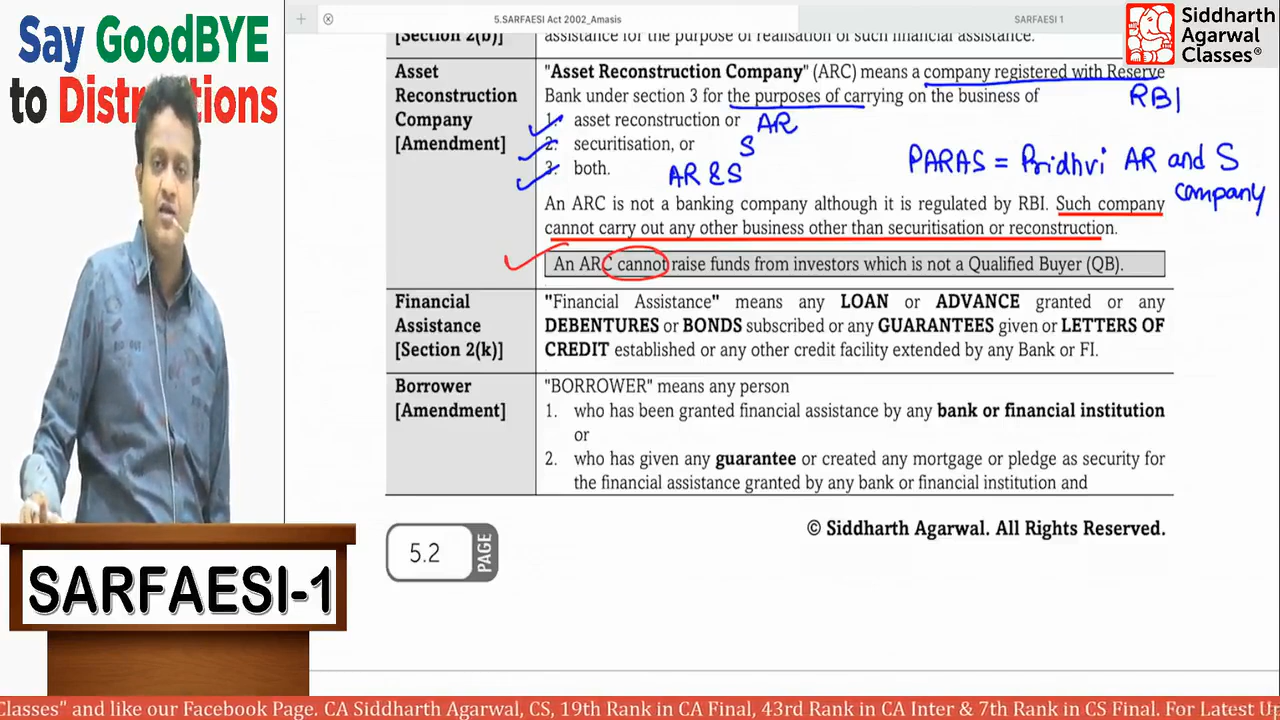 Say GoodBYE
to Distr tions
5.SARFAESI Act 2002_Amasis
SARFAESI 1
Siddharth
Agarwal
Classes®
[Section 2(b)]
assistance for the purpose of realisation of such financial assistance.
Asset
Reconstruction
Company
[Amendment]
"Asset Reconstruction Company" (ARC) means a company registered with Reserve
Bank under section 3 for the purposes of carrying on the business of
RBI
1. asset reconstruction or AR
2. securitisation, or S
3. both. AR & S
PARAS = Pridhvi AR and S
company
An ARC is not a banking company although it is regulated by RBI. Such company
cannot carry out any other business other than securitisation or reconstruction.
An ARC cannot raise funds from investors which is not a Qualified Buyer (QB).
Financial
Assistance
[Section 2(k)]
"Financial Assistance" means any LOAN or ADVANCE granted or any
DEBENTURES or BONDS subscribed or any GUARANTEES given or LETTERS OF
CREDIT established or any other credit facility extended by any Bank or FI.
Borrower
[Amendment]
"BORROWER" means any person
1. who has been granted financial assistance by any bank or financial institution
or
2. who has given any guarantee or created any mortgage or pledge as security for
the financial assistance granted by any bank or financial institution and
© Siddharth Agarwal. All Rights Reserved.
5.2
PAGE
SARFAESI-1
Classes" and like our Facebook Page. CA Siddharth Agarwal, CS, 19th Rank in CA Final, 43rd Rank in CA Inter & 7th Rank in CS Final. For Latest U